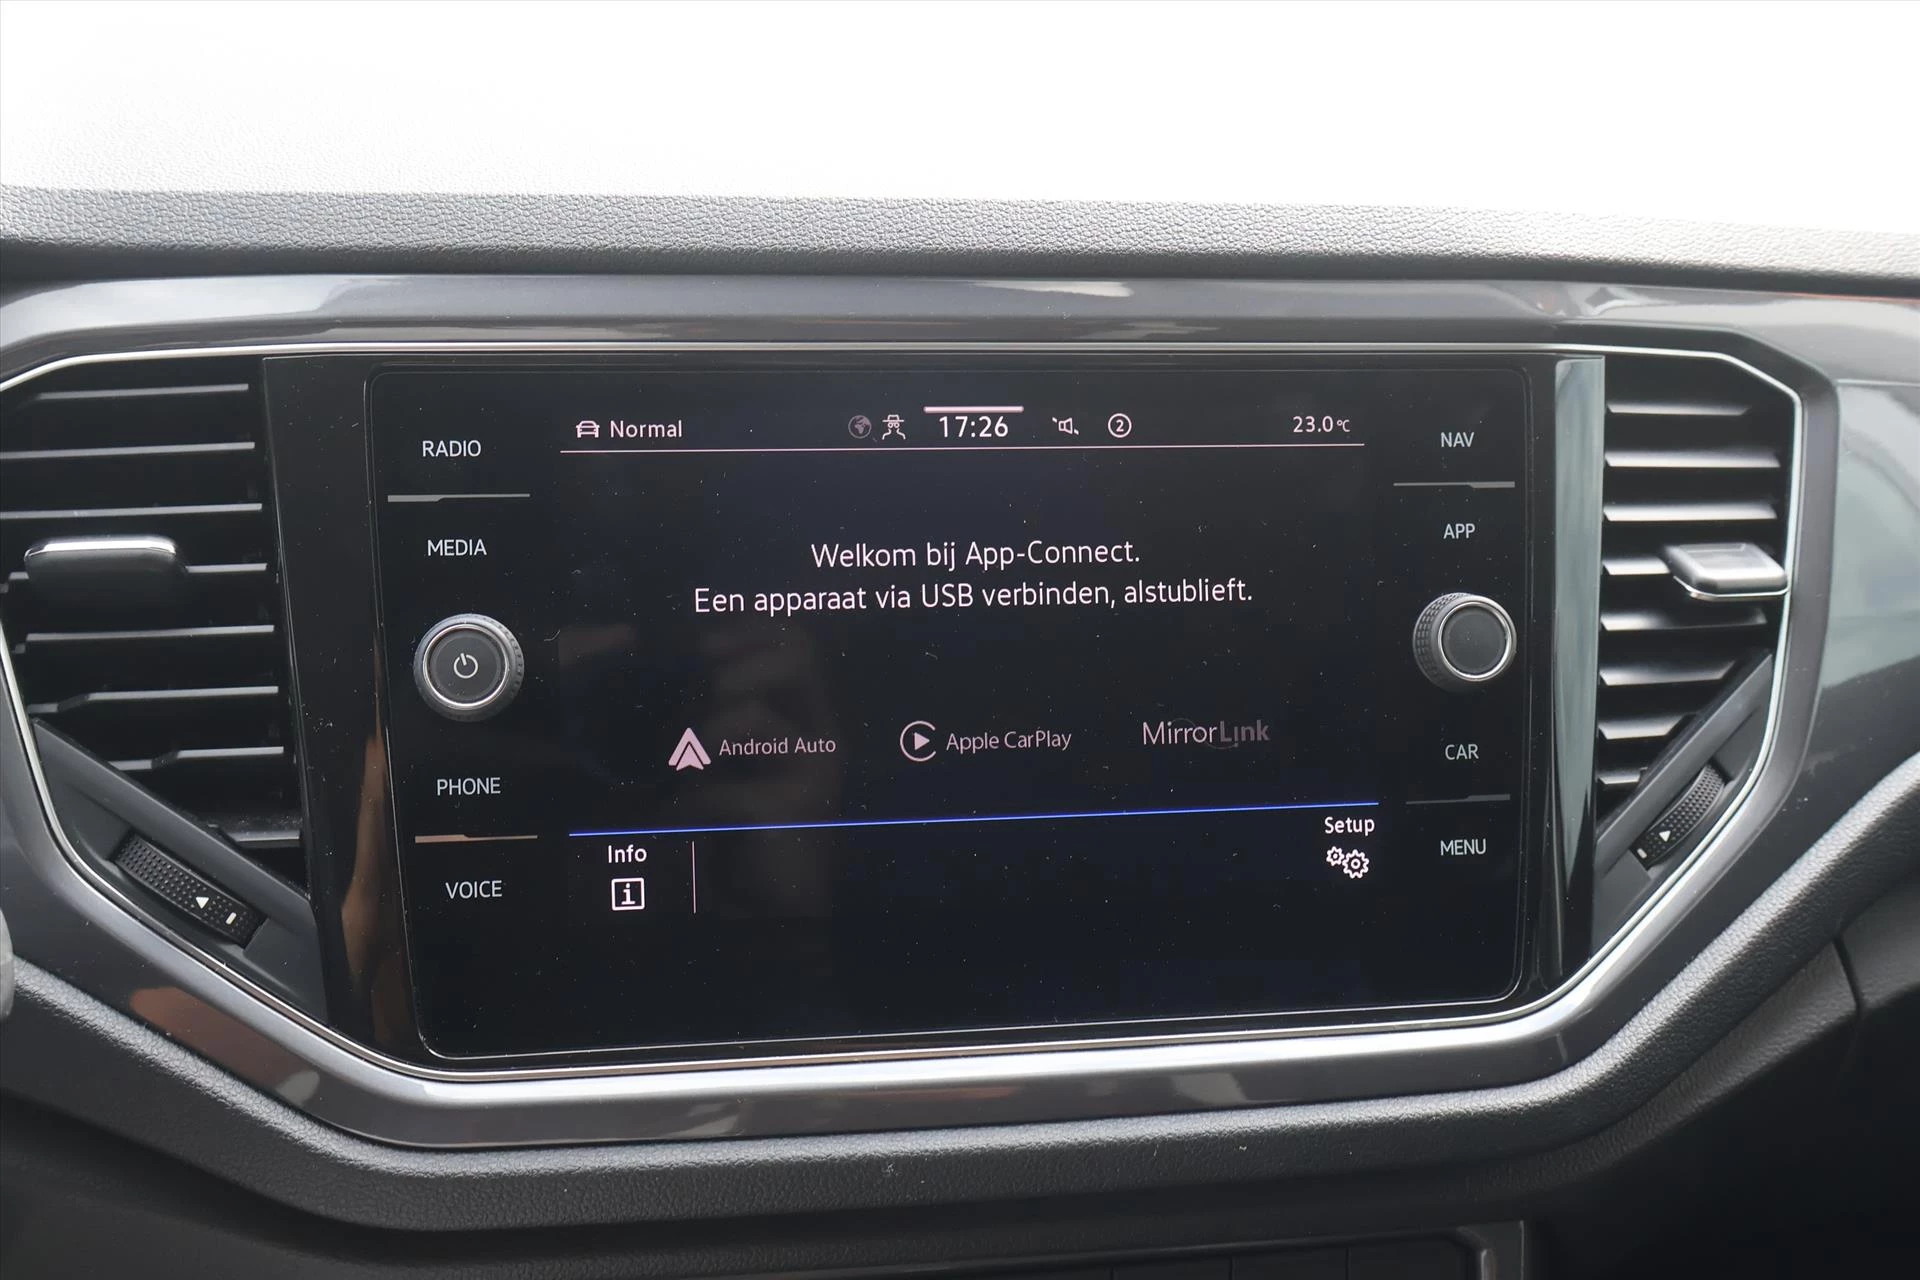 RADIO
MEDIA
PHONE
VOICE
Normal
17:26
2
23.0°C
Welkom bij App-Connect.
Een apparaat via USB verbinden, alstublieft.
Android Auto
Apple CarPlay
MirrorLink
Info
i
Setup
NAV
APP
CAR
MENU